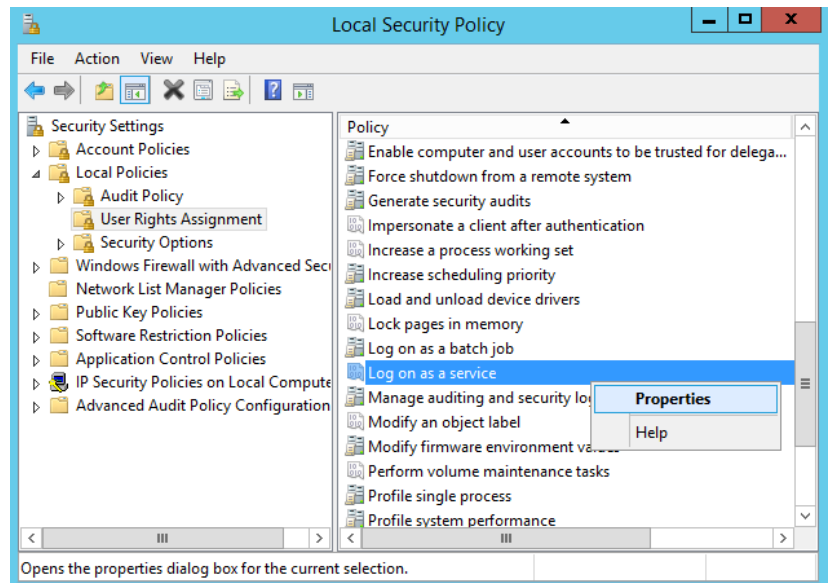 Local Security Policy
x
File Action View Help
?
Security Settings
Account Policies
Local Policies
Audit Policy
User Rights Assignment
Security Options
Windows Firewall with Advanced Secu
Network List Manager Policies
Public Key Policies
Software Restriction Policies
Application Control Policies
IP Security Policies on Local Compute
Advanced Audit Policy Configuration
Policy
Enable computer and user accounts to be trusted for delega...
Force shutdown from a remote system
Generate security audits
Impersonate a client after authentication
Increase a process working set
Increase scheduling priority
Load and unload device drivers
Lock pages in memory
Log on as a batch job
Log on as a service
Manage auditing and security log
Modify an object label
Modify firmware environment values
Perform volume maintenance tasks
Profile single process
Profile system performance
Properties
Help
Opens the properties dialog box for the current selection.